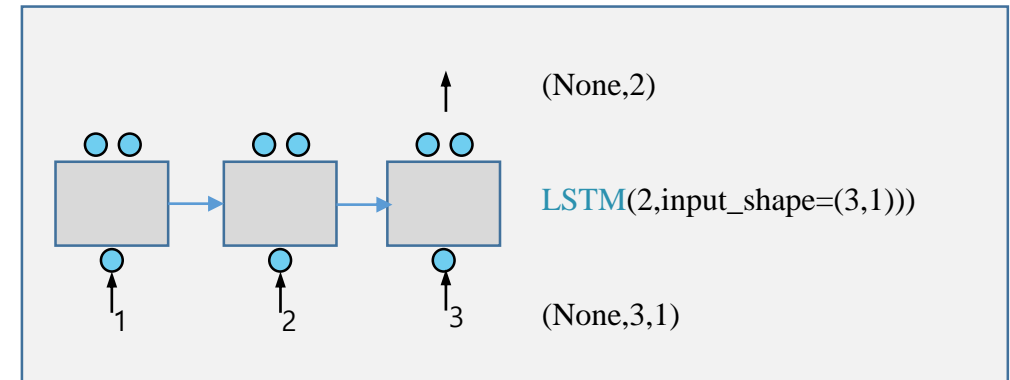 (None,2)
LSTM(2,input_shape=(3,1)))
1 2 3
(None,3,1)